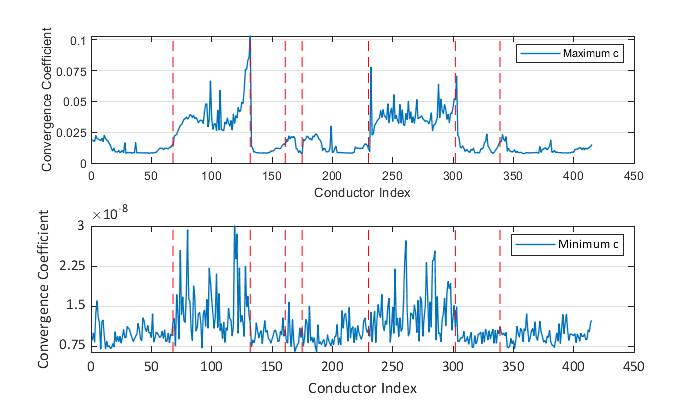 Convergence Coefficient
0.1
0.075
0.05
0.025
0
Maximum c
0 50 100 150 200 250 300 350 400 450
Conductor Index
Convergence Coefficient
×10⁻⁸
3
2.25
1.5
0.75
Minimum c
0 50 100 150 200 250 300 350 400 450
Conductor Index